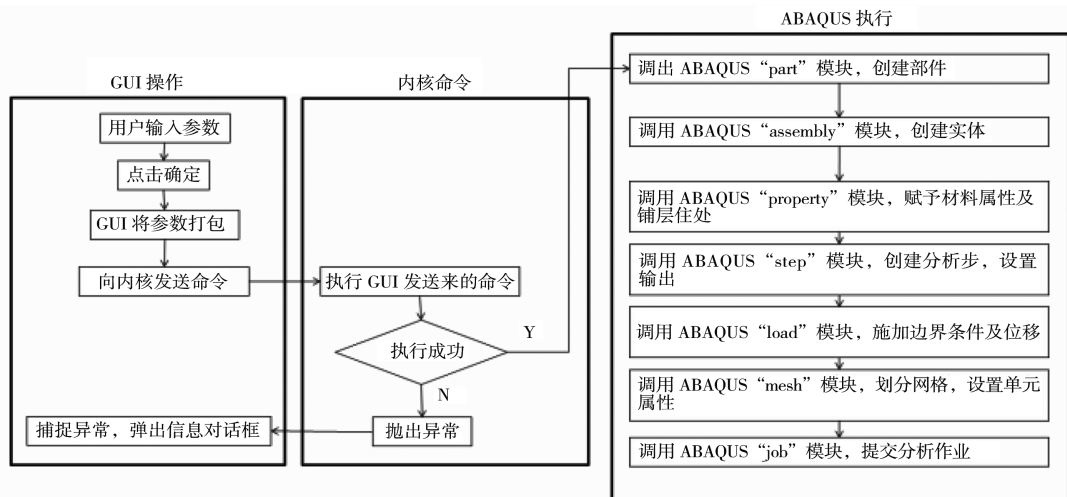 GUI 操作
用户输入参数
点击确定
GUI 将参数打包
向内核发送命令
捕捉异常，弹出信息对话框
内核命令
执行 GUI 发送来的命令
执行成功
Y
N
抛出异常
ABAQUS 执行
调出 ABAQUS “part” 模块，创建部件
调用 ABAQUS “assembly” 模块，创建实体
调用 ABAQUS “property” 模块，赋予材料属性及
铺层住处
调用 ABAQUS “step” 模块，创建分析步，设置
输出
调用 ABAQUS “load” 模块，施加边界条件及位移
调用 ABAQUS “mesh” 模块，划分网格，设置单元
属性
调用 ABAQUS “job” 模块，提交分析作业